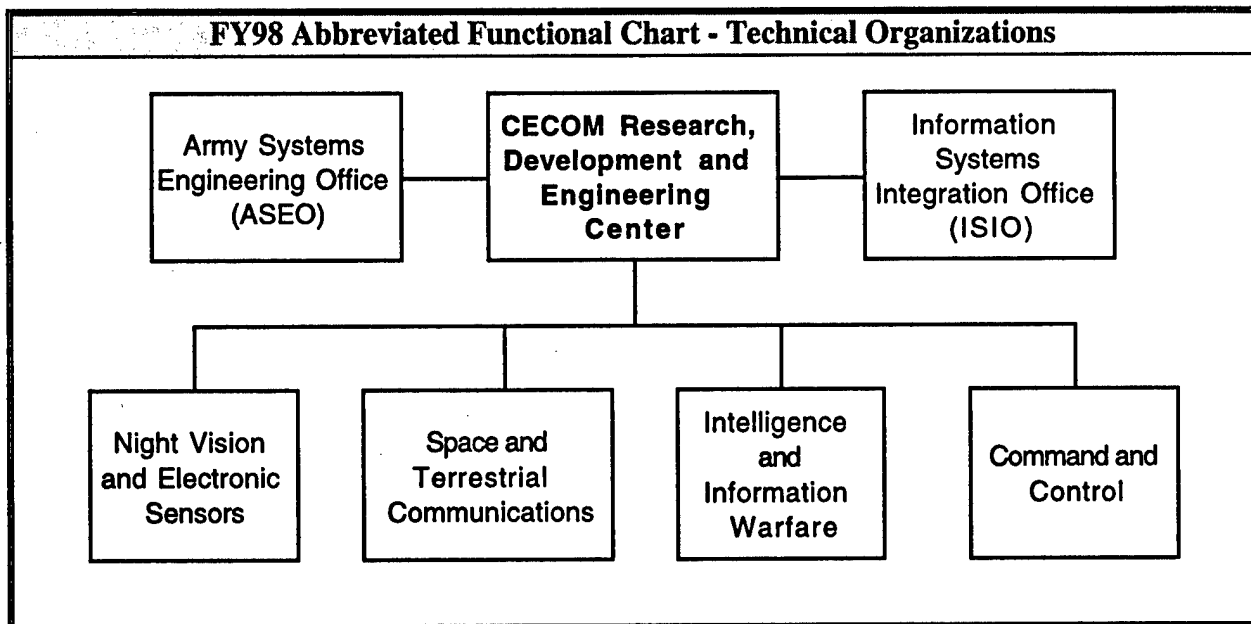 FY98 Abbreviated Functional Chart - Technical Organizations
Army Systems
Engineering Office
(ASEO)
CECOM Research,
Development and
Engineering
Center
Information
Systems
Integration Office
(ISIO)
Night Vision
and Electronic
Sensors
Space and
Terrestrial
Communications
Intelligence
and
Information
Warfare
Command and
Control